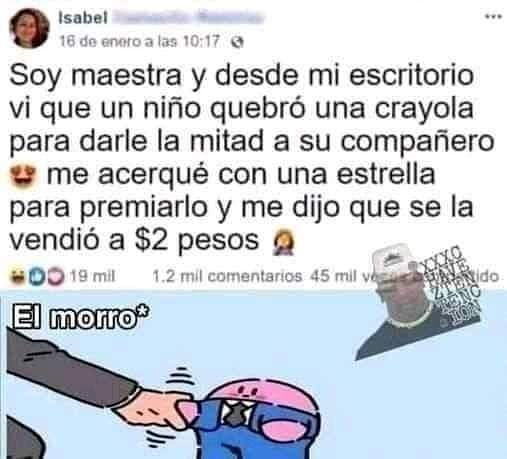 Isabel
16 de enero a las 10:17
Soy maestra y desde mi escritorio
vi que un niño quebró una crayola
para darle la mitad a su compañero
😍 me acerqué con una estrella
para premiarlo y me dijo que se la
vendió a $2 pesos 🤦‍♀️
19 mil 1.2 mil comentarios 45 mil
El morro*